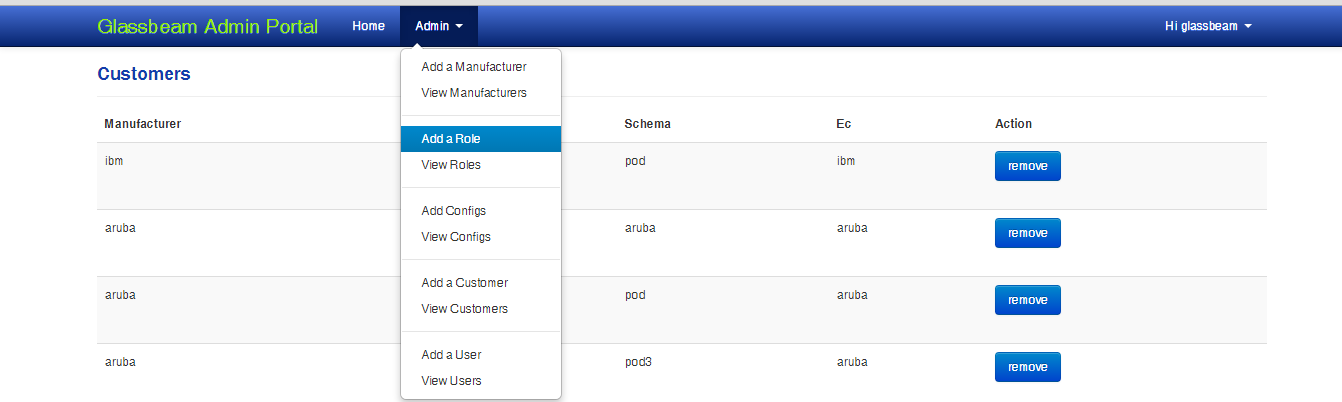 Glassbeam Admin Portal Home Admin Hi glassbeam
Customers
Add a Manufacturer
View Manufacturers
Add a Role
View Roles
Add Configs
View Configs
Add a Customer
View Customers
Add a User
View Users
Manufacturer Schema Ec Action
ibm pod ibm remove
aruba aruba aruba remove
aruba pod aruba remove
aruba pod3 aruba remove